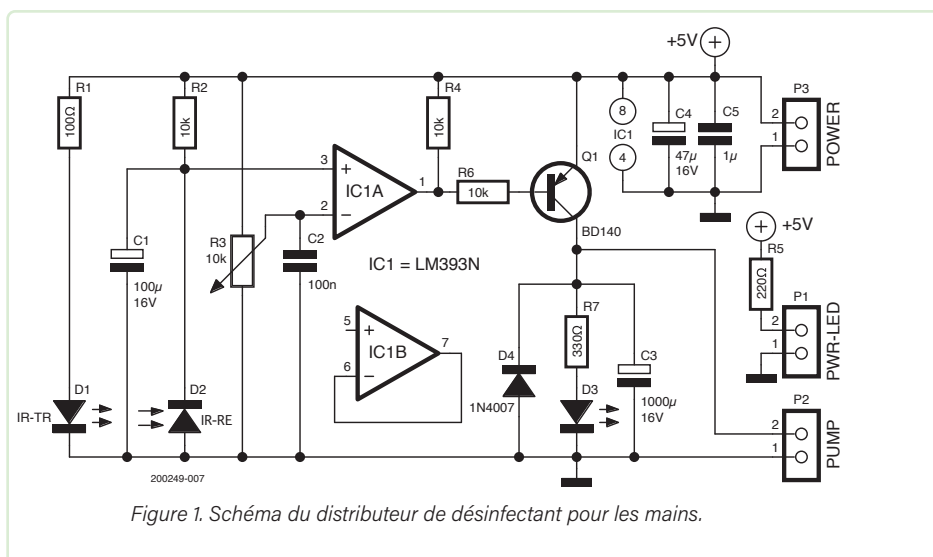 +5V
R1
100Ω
R2
10k
R4
10k
8
IC1
4
C4
47µ
16V
C5
1µ
P3
2
1
POWER
3
+
IC1A
2
−
1
R6
10k
Q1
BD140
C1
100µ
16V
R3
10k
C2
100n
IC1 = LM393N
+5V
R5
220Ω
P1
2
1
PWR-LED
5
+
IC1B
6
−
7
D4
1N4007
R7
330Ω
D3
C3
1000µ
16V
D1
IR-TR
D2
IR-RE
P2
2
1
PUMP
200249-007
Figure 1. Schéma du distributeur de désinfectant pour les mains.